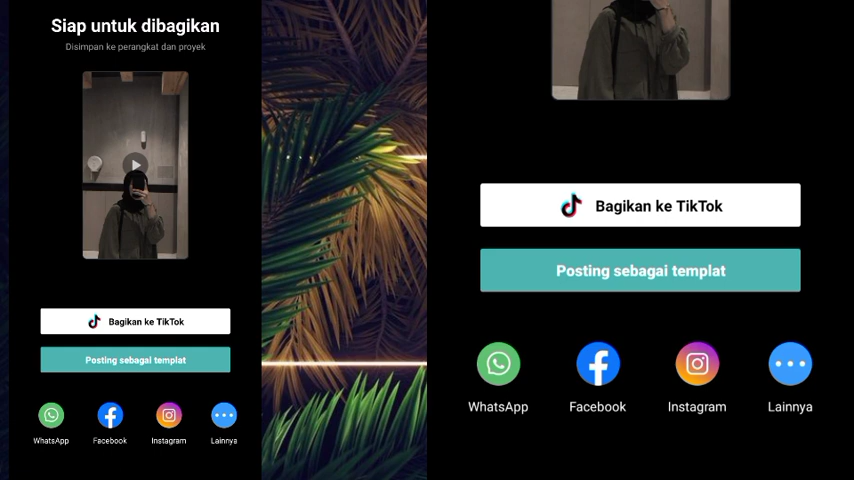 Siap untuk dibagikan
Disimpan ke perangkat dan proyek
Bagikan ke TikTok
Posting sebagai templat
WhatsApp
Facebook
Instagram
Lainnya
Bagikan ke TikTok
Posting sebagai templat
WhatsApp
Facebook
Instagram
Lainnya